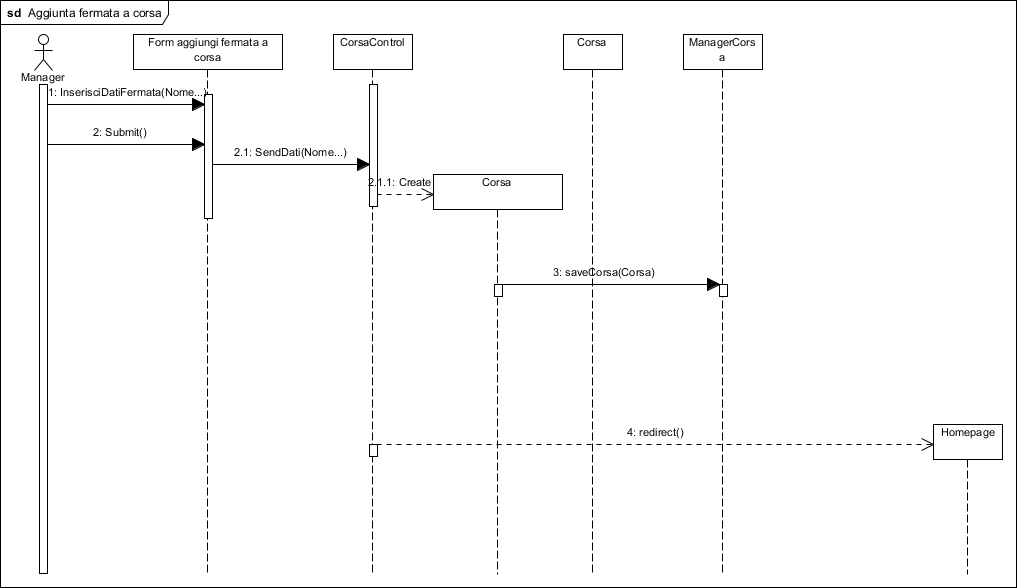 sd Aggiunta fermata a corsa
Form aggiungi fermata a
corsa
CorsaControl
Corsa
ManagerCors
a
Manager
1: InserisciDatiFermata(Nome...)
2: Submit()
2.1: SendDati(Nome...)
2.1.1: Create
Corsa
3: saveCorsa(Corsa)
4: redirect()
Homepage